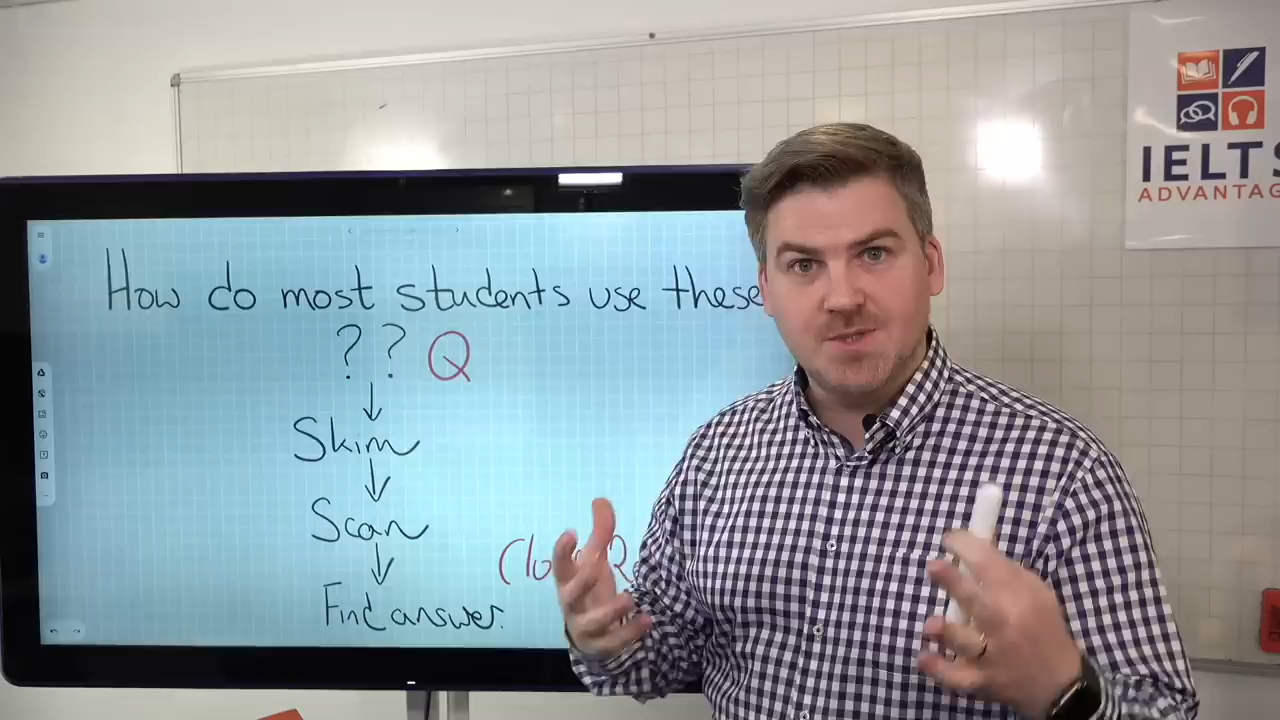 How do most students use these
? ? Q
↓
Skim
↓
Scan
↓
Find answer.
IELTS
ADVANTAG